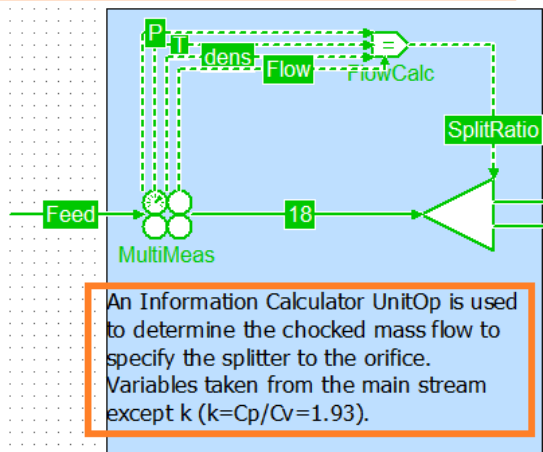 P
T
dens
Flow
FlowCalc
SplitRatio
Feed
18
MultiMeas
An Information Calculator UnitOp is used
to determine the chocked mass flow to
specify the splitter to the orifice.
Variables taken from the main stream
except k (k=Cp/Cv=1.93).